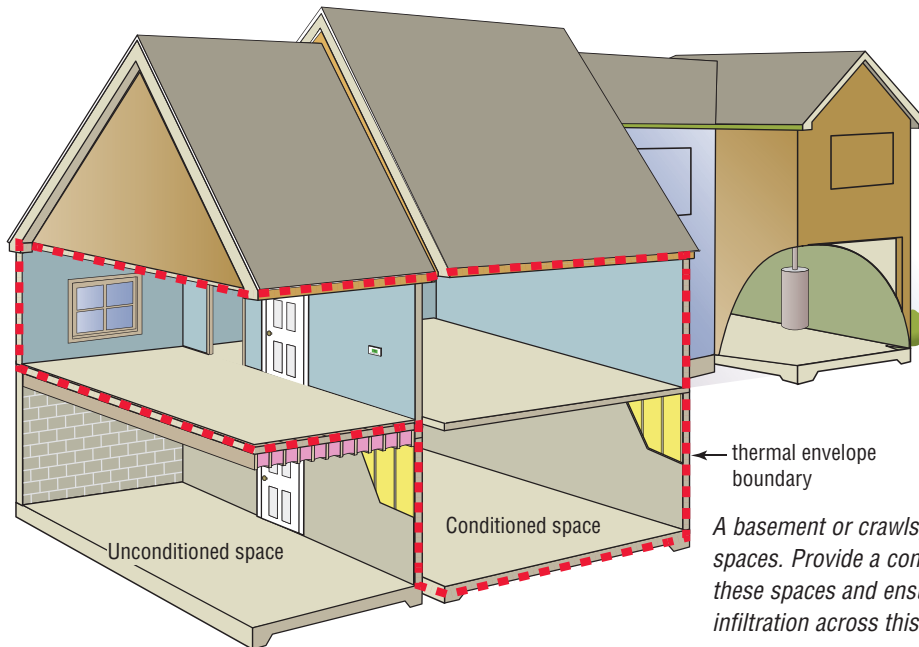 Unconditioned space
Conditioned space
thermal envelope
boundary
A basement or crawls
spaces. Provide a con
these spaces and ensu
infiltration across this